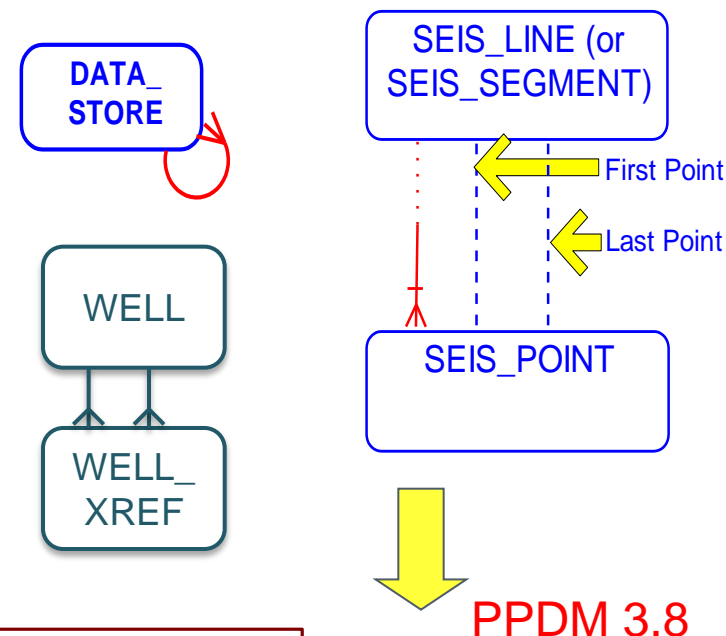 DATA_
STORE
SEIS_LINE (or
SEIS_SEGMENT)
First Point
Last Point
WELL
SEIS_POINT
WELL_
XREF
PPDM 3.8